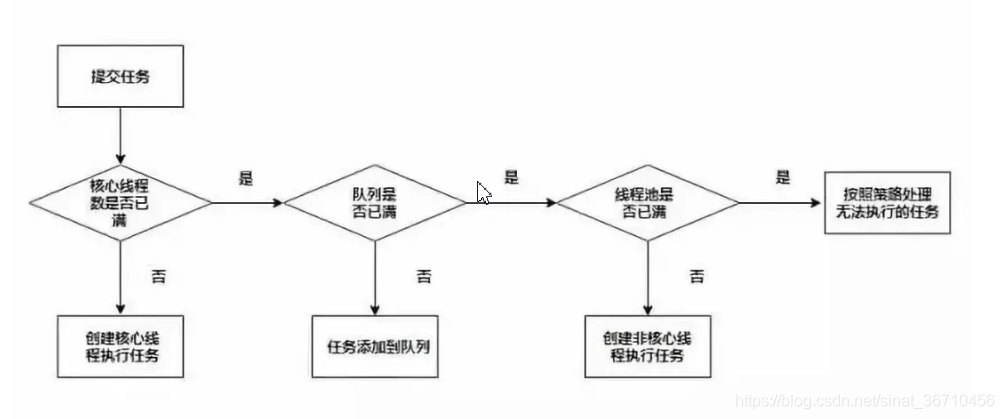 提交任务
核心线程
数是否已
满
是
队列是
否已满
是
线程池是
否已满
是
按照策略处理
无法执行的任务
否
否
否
创建核心线
程执行任务
任务添加到队列
创建非核心线
程执行任务
https://blog.csdn.net/sinat_36710456